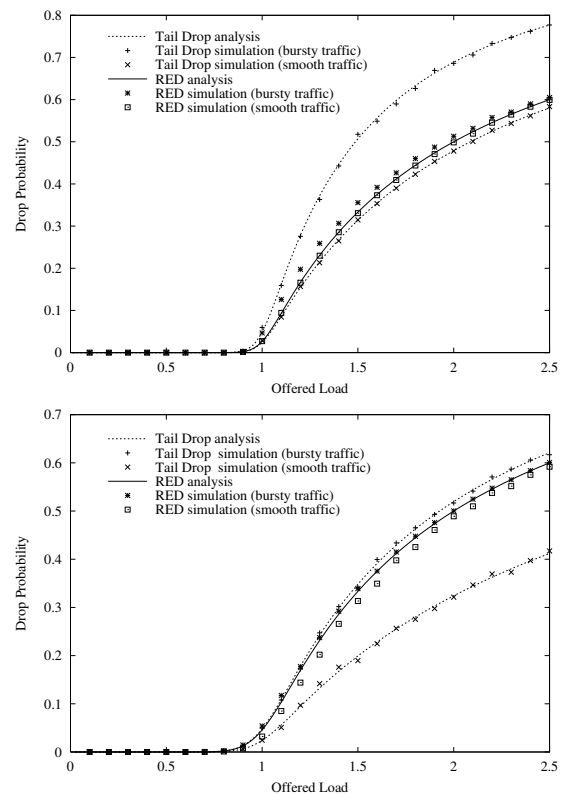 0.8
0.7
0.6
0.5
0.4
0.3
0.2
0.1
0
Drop Probability
Tail Drop analysis
Tail Drop simulation (bursty traffic)
Tail Drop simulation (smooth traffic)
RED analysis
RED simulation (bursty traffic)
RED simulation (smooth traffic)
0 0.5 1 1.5 2 2.5
Offered Load
0.7
0.6
0.5
0.4
0.3
0.2
0.1
0
Drop Probability
Tail Drop analysis
Tail Drop simulation (bursty traffic)
Tail Drop simulation (smooth traffic)
RED analysis
RED simulation (bursty traffic)
RED simulation (smooth traffic)
0 0.5 1 1.5 2 2.5
Offered Load